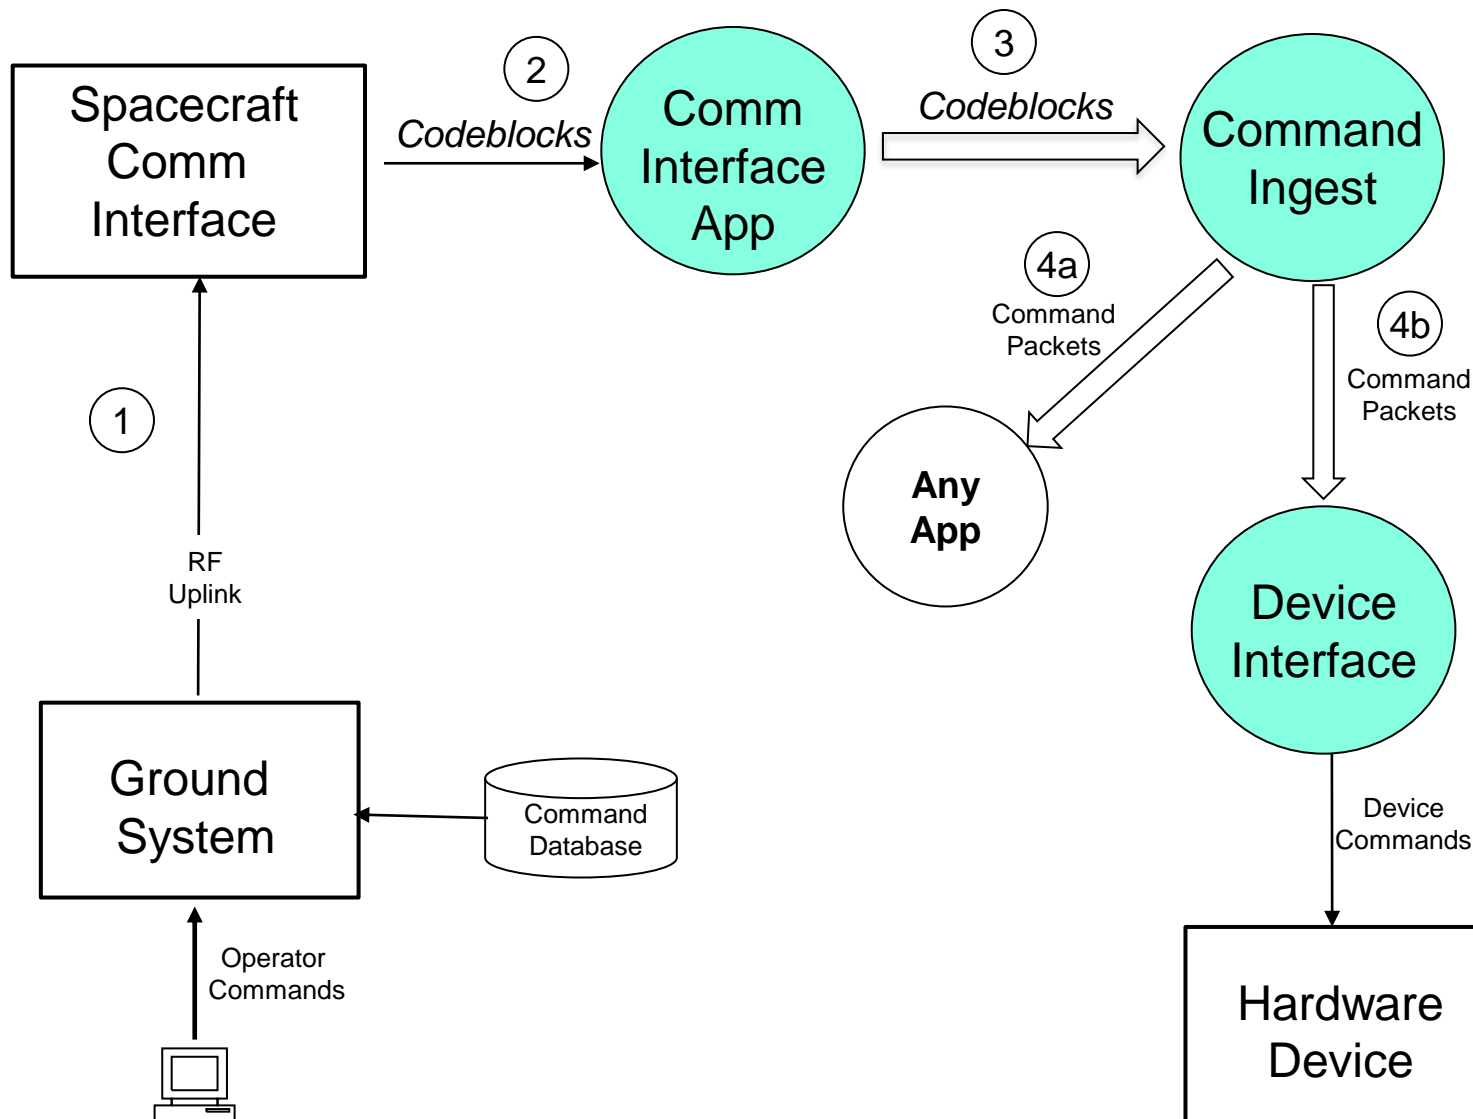 Spacecraft
Comm
Interface
2
Codeblocks
Comm
Interface
App
3
Codeblocks
Command
Ingest
4a
Command
Packets
4b
Command
Packets
1
Any
App
RF
Uplink
Device
Interface
Ground
System
Command
Database
Device
Commands
Operator
Commands
Hardware
Device